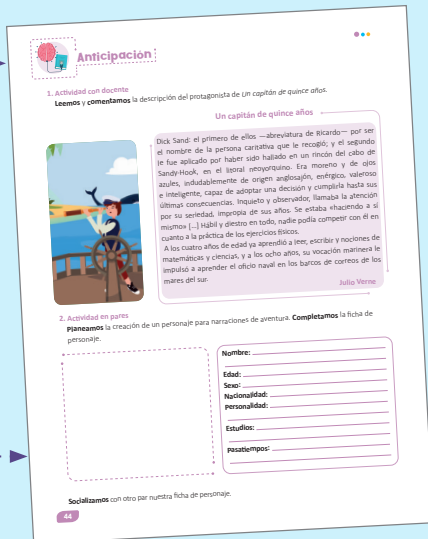 Anticipación
1. Actividad con docente
Leemos y comentamos la descripción del protagonista de Un capitán de quince años.
Un capitán de quince años
Dick Sand: el primero de ellos —abreviatura de Ricardo— por ser
el nombre de la persona caritativa que le recogió; y el segundo
le fue aplicado por haber sido hallado en un rincón del cabo de
Sandy-Hook, en el litoral neoyorquino. Era moreno y de ojos
azules, indudablemente de origen anglosajón, enérgico, valeroso
e inteligente, capaz de adoptar una decisión y cumplirla hasta sus
últimas consecuencias. Inquieto y observador, llamaba la atención
por su seriedad, impropia de sus años. Se estaba «haciendo a sí
mismo» [...] Hábil y diestro en todo, nadie podía competir con él en
cuanto a la práctica de los ejercicios físicos.
A los cuatro años de edad ya aprendió a leer, escribir y nociones de
matemáticas y ciencias, y a los ocho años, su vocación marinera le
impulsó a aprender el oficio naval en los barcos de correos de los
mares del sur.
Julio Verne
2. Actividad en pares
Planeamos la creación de un personaje para narraciones de aventura. Completamos la ficha de
personaje.
Nombre:
Edad:
Sexo:
Nacionalidad:
Personalidad:
Estudios:
Pasatiempos:
Socializamos con otro par nuestra ficha de personaje.
44